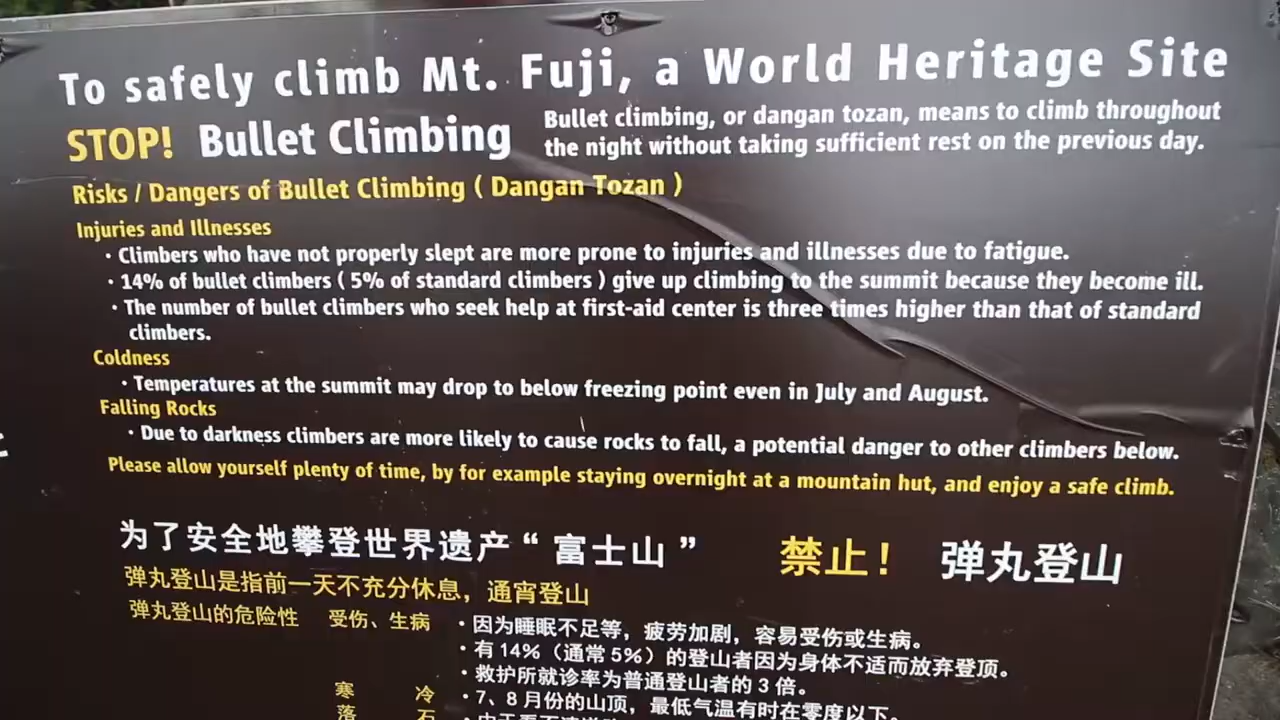 To safely climb Mt. Fuji, a World Heritage Site
STOP! Bullet Climbing
Bullet climbing, or dangan tozan, means to climb throughout
the night without taking sufficient rest on the previous day.
Risks / Dangers of Bullet Climbing ( Dangan Tozan )
Injuries and Illnesses
・Climbers who have not properly slept are more prone to injuries and illnesses due to fatigue.
・14% of bullet climbers ( 5% of standard climbers ) give up climbing to the summit because they become ill.
・The number of bullet climbers who seek help at first-aid center is three times higher than that of standard
climbers.
Coldness
・Temperatures at the summit may drop to below freezing point even in July and August.
Falling Rocks
・Due to darkness climbers are more likely to cause rocks to fall, a potential danger to other climbers below.
Please allow yourself plenty of time, by for example staying overnight at a mountain hut, and enjoy a safe climb.
为了安全地攀登世界遗产“富士山” 禁止！ 弹丸登山
弹丸登山是指前一天不充分休息，通宵登山
弹丸登山的危险性 受伤、生病 ・因为睡眠不足等，疲劳加剧，容易受伤或生病。
・有14%（通常5%）的登山者因为身体不适而放弃登顶。
・救护所就诊率为普通登山者的3倍。
寒 冷 ・7、8月份的山顶，最低气温有时在零度以下。
落 石